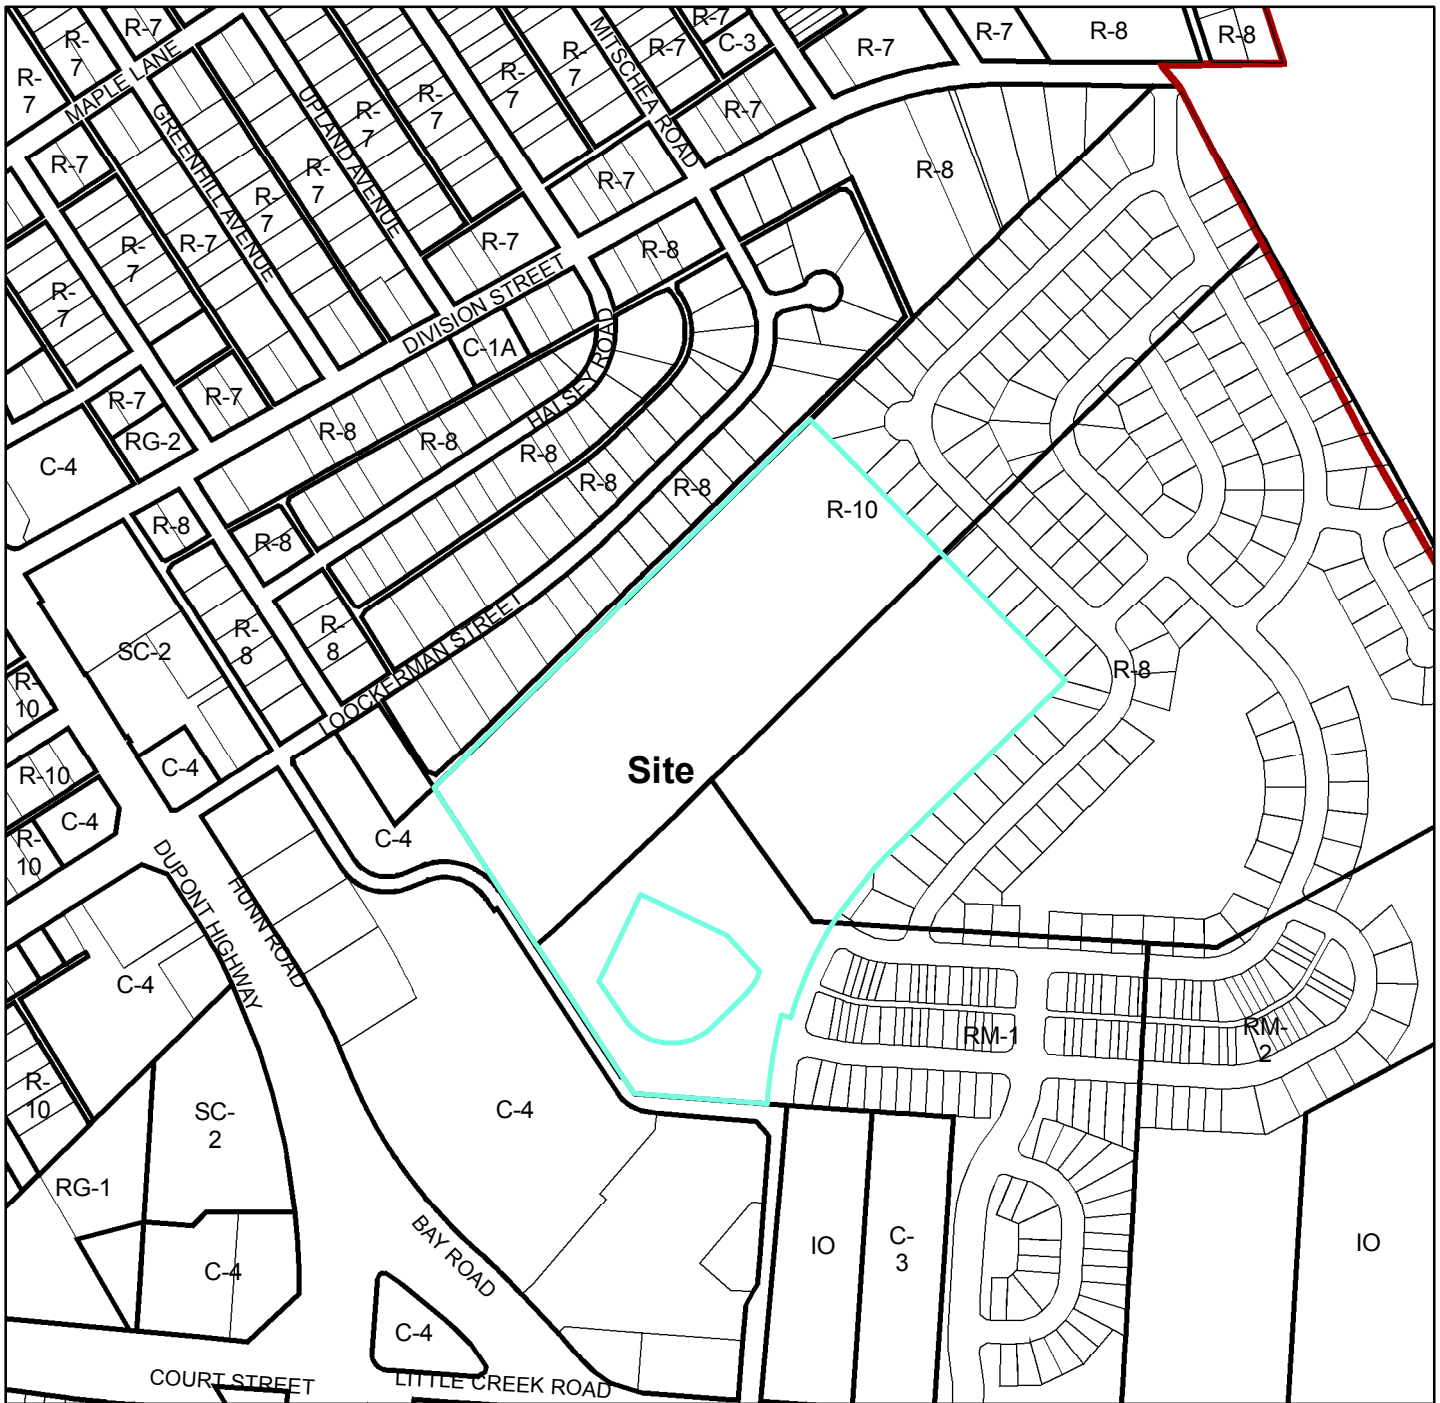 R-7
R-7
R-7
R-7
MAPLE LANE
GREENHILL AVENUE
UPLAND AVENUE
R-7
R-7
R-7
R-7
MITSCHEA ROAD
R-7
R-7
C-3
R-7
R-7
R-8
R-8
R-7
R-7
R-7
R-7
R-7
R-7
R-7
R-7
R-8
R-7
R-8
DIVISION STREET
C-1A
HALSEY ROAD
R-7
R-7
RG-2
C-4
R-8
R-8
R-8
R-8
R-8
R-8
R-8
R-10
LOOCKERMAN STREET
R-8
R-8
SC-2
R-8
R-10
R-10
C-4
C-4
R-10
Site
C-4
DUPONT HIGHWAY
HUNN ROAD
C-4
RM-1
RM-2
R-10
SC-2
C-4
RG-1
BAY ROAD
IO
C-3
IO
C-4
C-4
COURT STREET
LITTLE CREEK ROAD